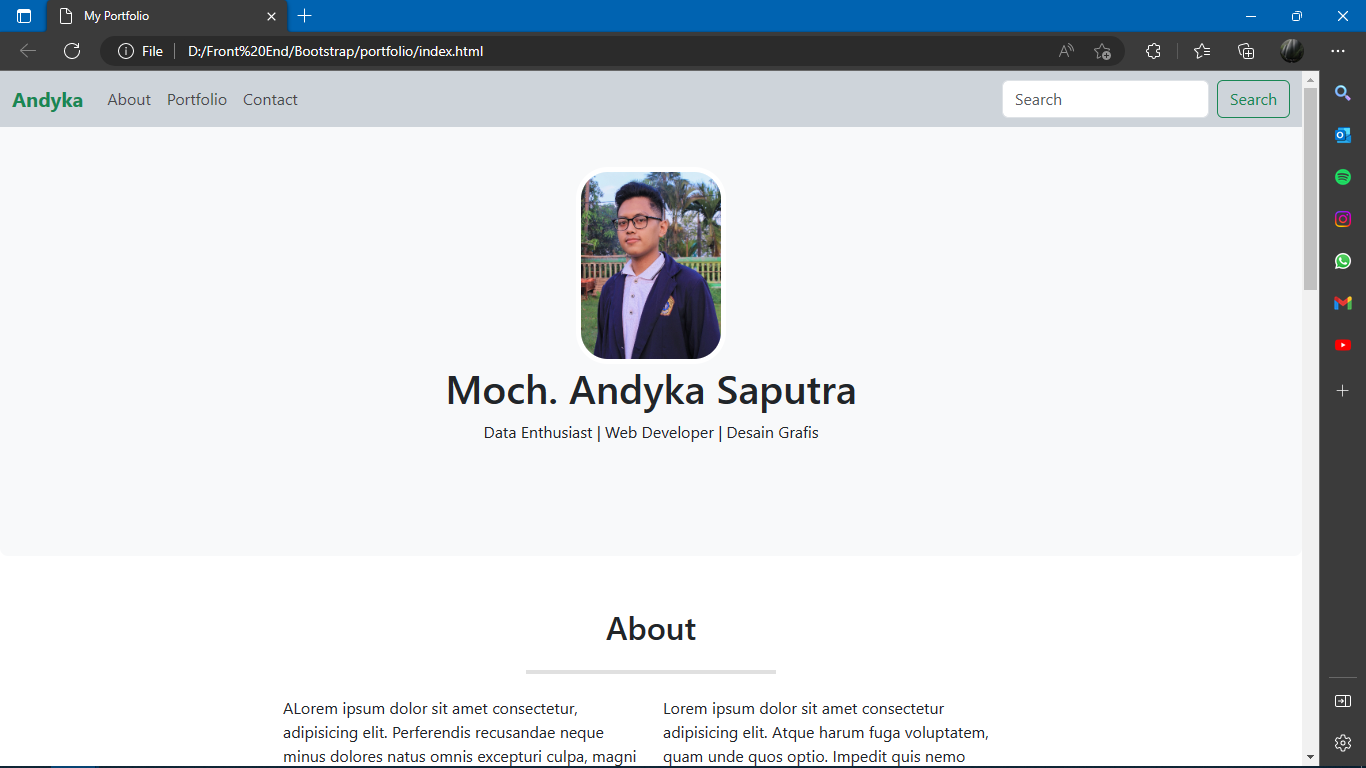 My Portfolio
File D:/Front%20End/Bootstrap/portfolio/index.html
Andyka About Portfolio Contact Search Search
Moch. Andyka Saputra
Data Enthusiast | Web Developer | Desain Grafis
About
ALorem ipsum dolor sit amet consectetur,
adipisicing elit. Perferendis recusandae neque
minus dolores natus omnis excepturi culpa, magni
Lorem ipsum dolor sit amet consectetur
adipisicing elit. Atque harum fuga voluptatem,
quam unde quos optio. Impedit quis nemo